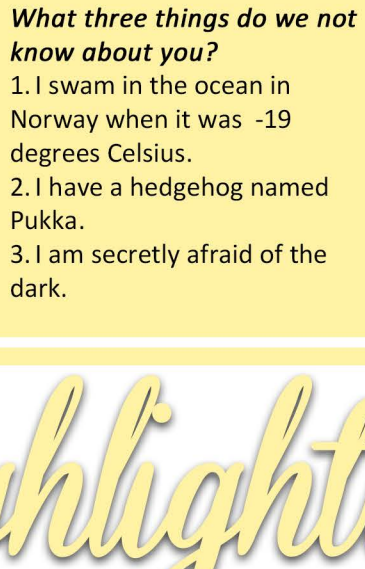 What three things do we not
know about you?
1. I swam in the ocean in
Norway when it was -19
degrees Celsius.
2. I have a hedgehog named
Pukka.
3. I am secretly afraid of the
dark.
hlight